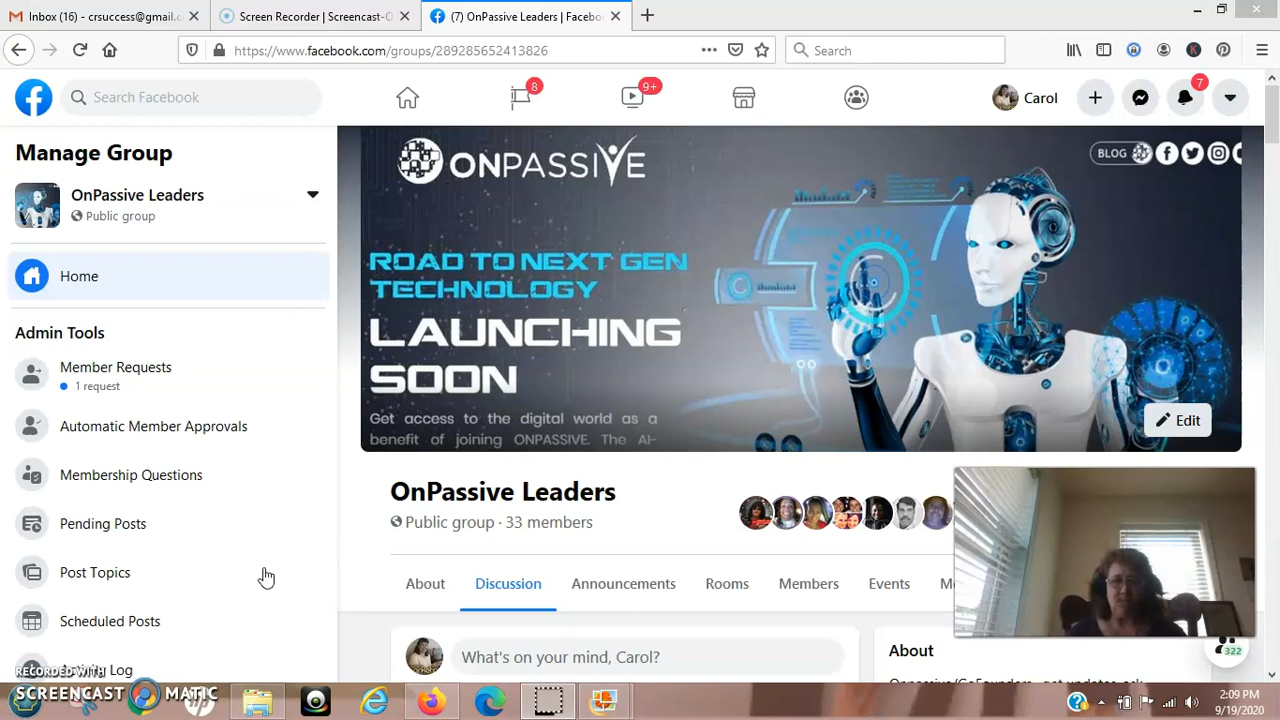 Inbox (16) - crsuccess@gmail.c
Screen Recorder | Screencast-O
(7) OnPassive Leaders | Facebo
https://www.facebook.com/groups/289285652413826
Search
Search Facebook
8
9+
Carol
7
Manage Group
OnPassive Leaders
Public group
Home
Admin Tools
Member Requests
1 request
Automatic Member Approvals
Membership Questions
Pending Posts
Post Topics
Scheduled Posts
Log
ONPASSIVE
BLOG
ROAD TO NEXT GEN
TECHNOLOGY
LAUNCHING
SOON
Get access to the digital world as a
benefit of joining ONPASSIVE. The AI-
Edit
OnPassive Leaders
Public group · 33 members
About
Discussion
Announcements
Rooms
Members
Events
What's on your mind, Carol?
About
322
RECORDED WITH
SCREENCAST MATIC
2:09 PM
9/19/2020